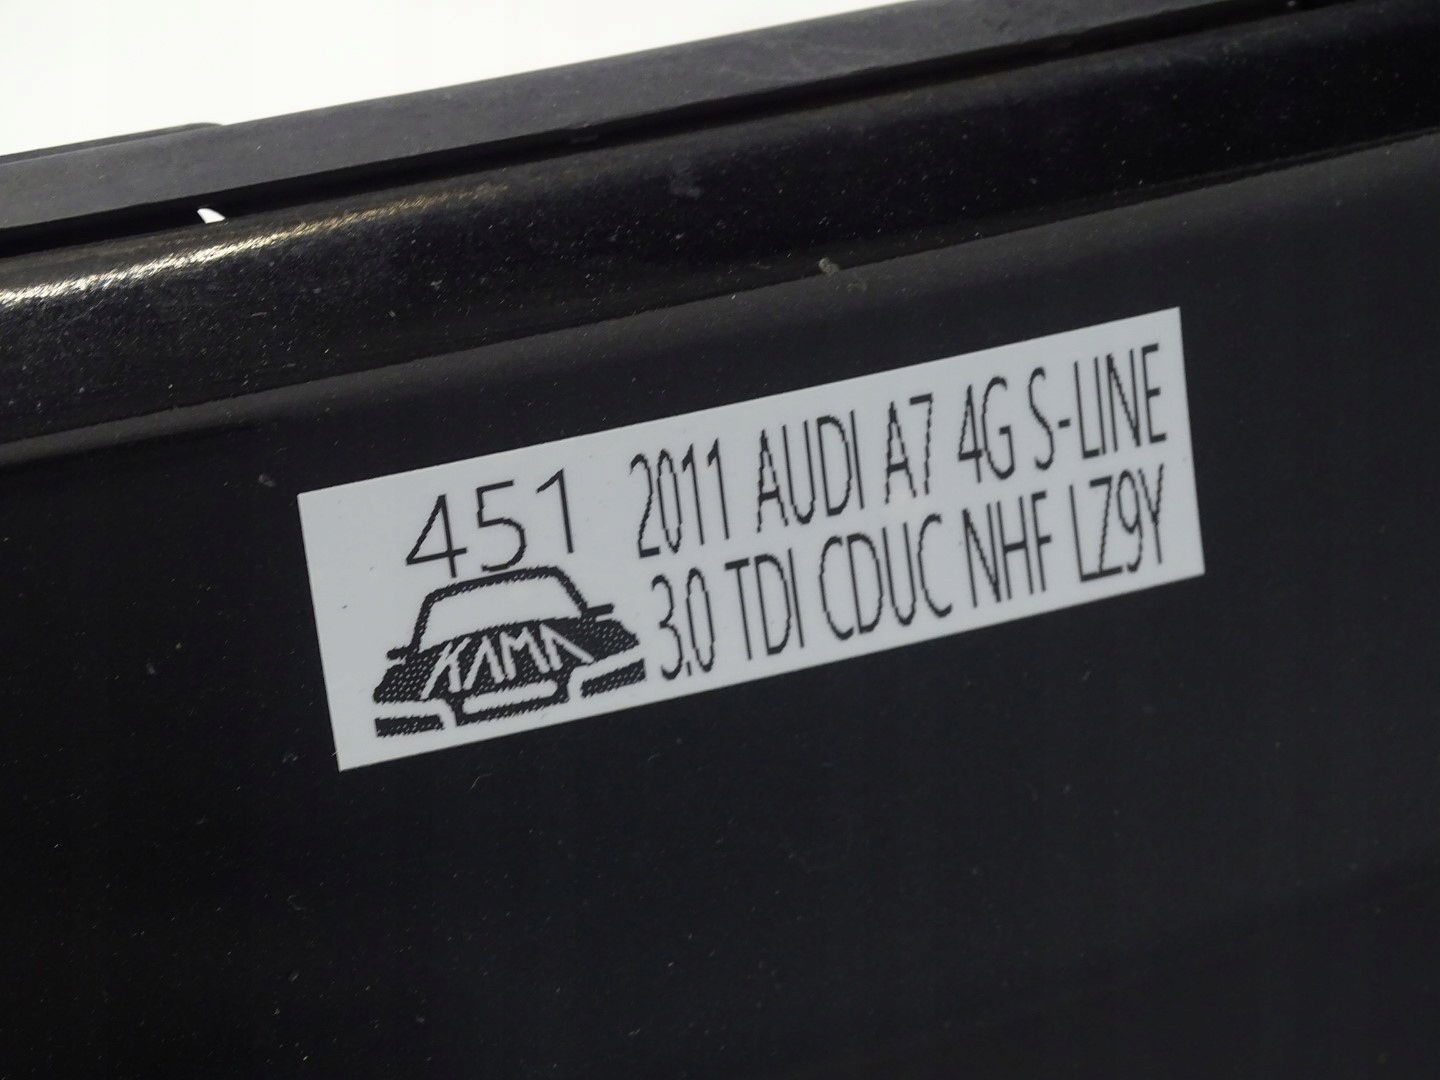 451
KAMA
2011 AUDI A7 4G S-LINE
3.0 TDI CDUC NHF LZ9Y